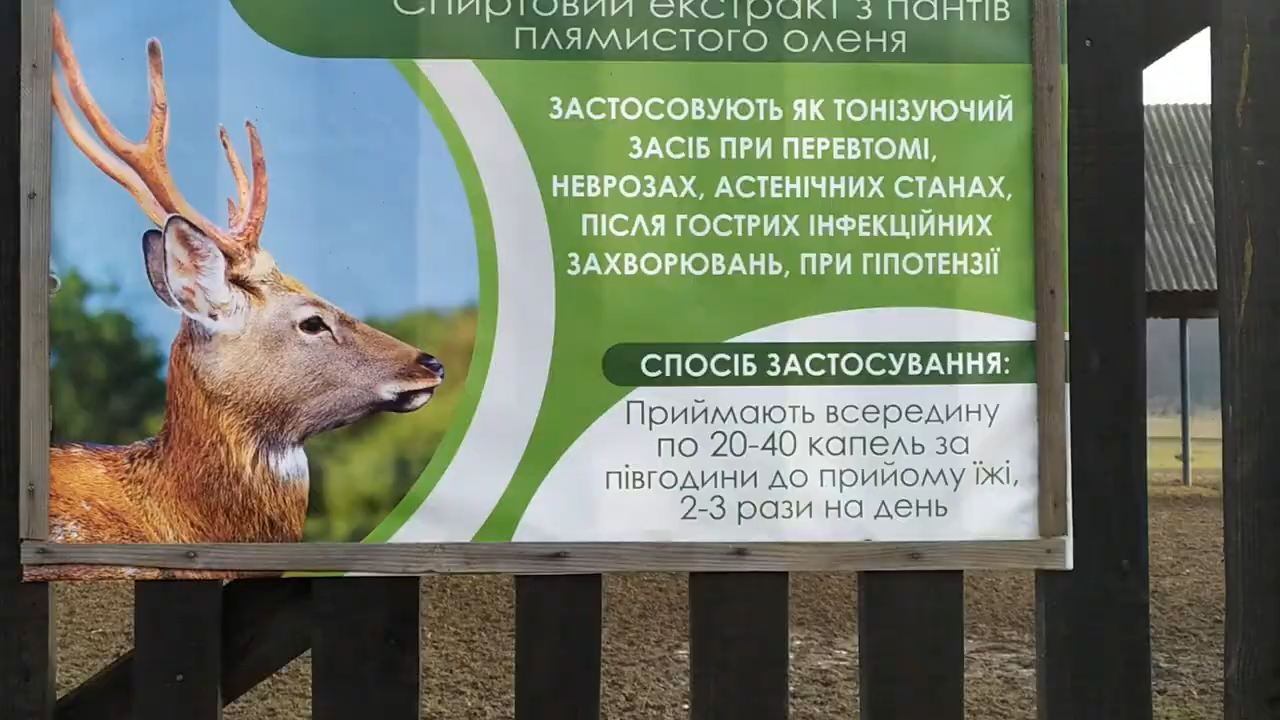 Спиртовий екстракт з пантів
плямистого оленя
ЗАСТОСОВУЮТЬ ЯК ТОНІЗУЮЧИЙ
ЗАСІБ ПРИ ПЕРЕВТОМІ,
НЕВРОЗАХ, АСТЕНІЧНИХ СТАНАХ,
ПІСЛЯ ГОСТРИХ ІНФЕКЦІЙНИХ
ЗАХВОРЮВАНЬ, ПРИ ГІПОТЕНЗІЇ
СПОСІБ ЗАСТОСУВАННЯ:
Приймають всередину
по 20-40 капель за
півгодини до прийому їжі,
2-3 рази на день